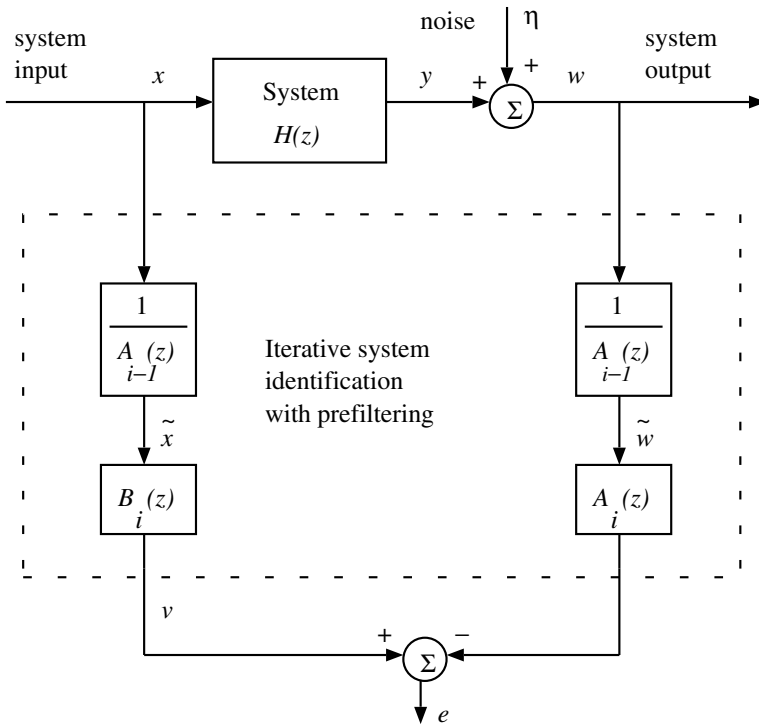 noise η
system input
system output
x
System
H(z)
y
+
+
Σ
w
1
A i–1 (z)
x̃
B i (z)
Iterative system
identification
with prefiltering
1
A i–1 (z)
w̃
A i (z)
v
+
−
Σ
e